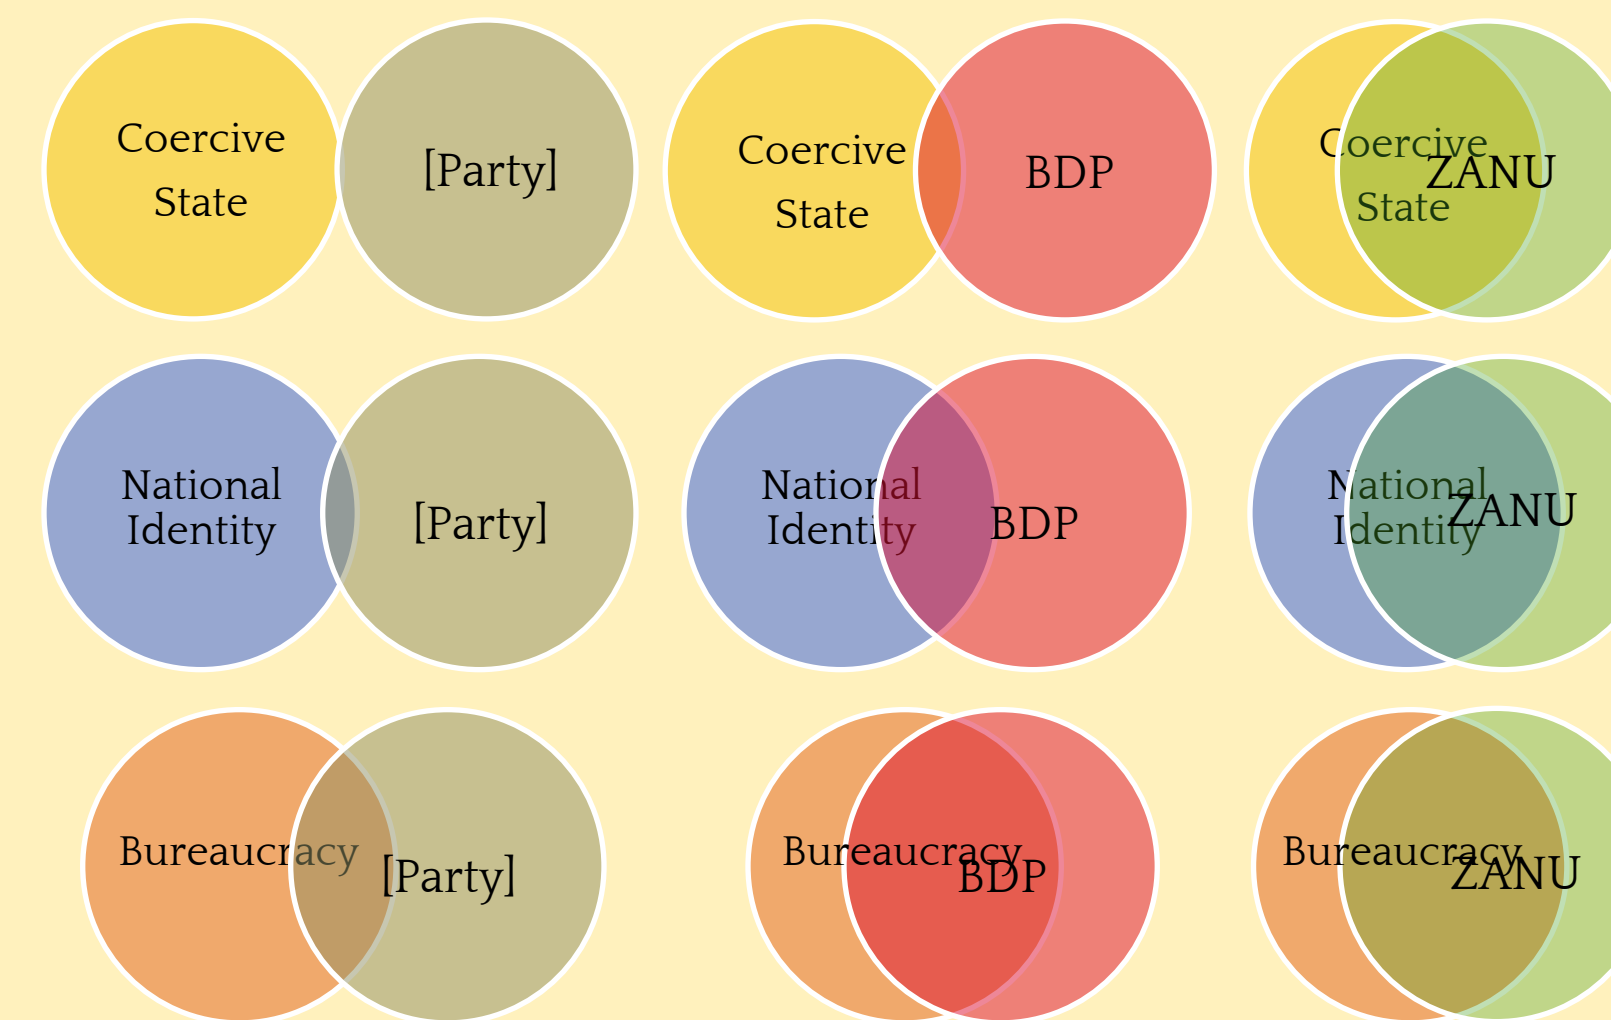 Coercive
State
[Party]
Coercive
State
BDP
Coercive
State
ZANU
National
Identity
[Party]
National
Identity
BDP
National
Identity
ZANU
Bureaucracy
[Party]
Bureaucracy
BDP
Bureaucracy
ZANU